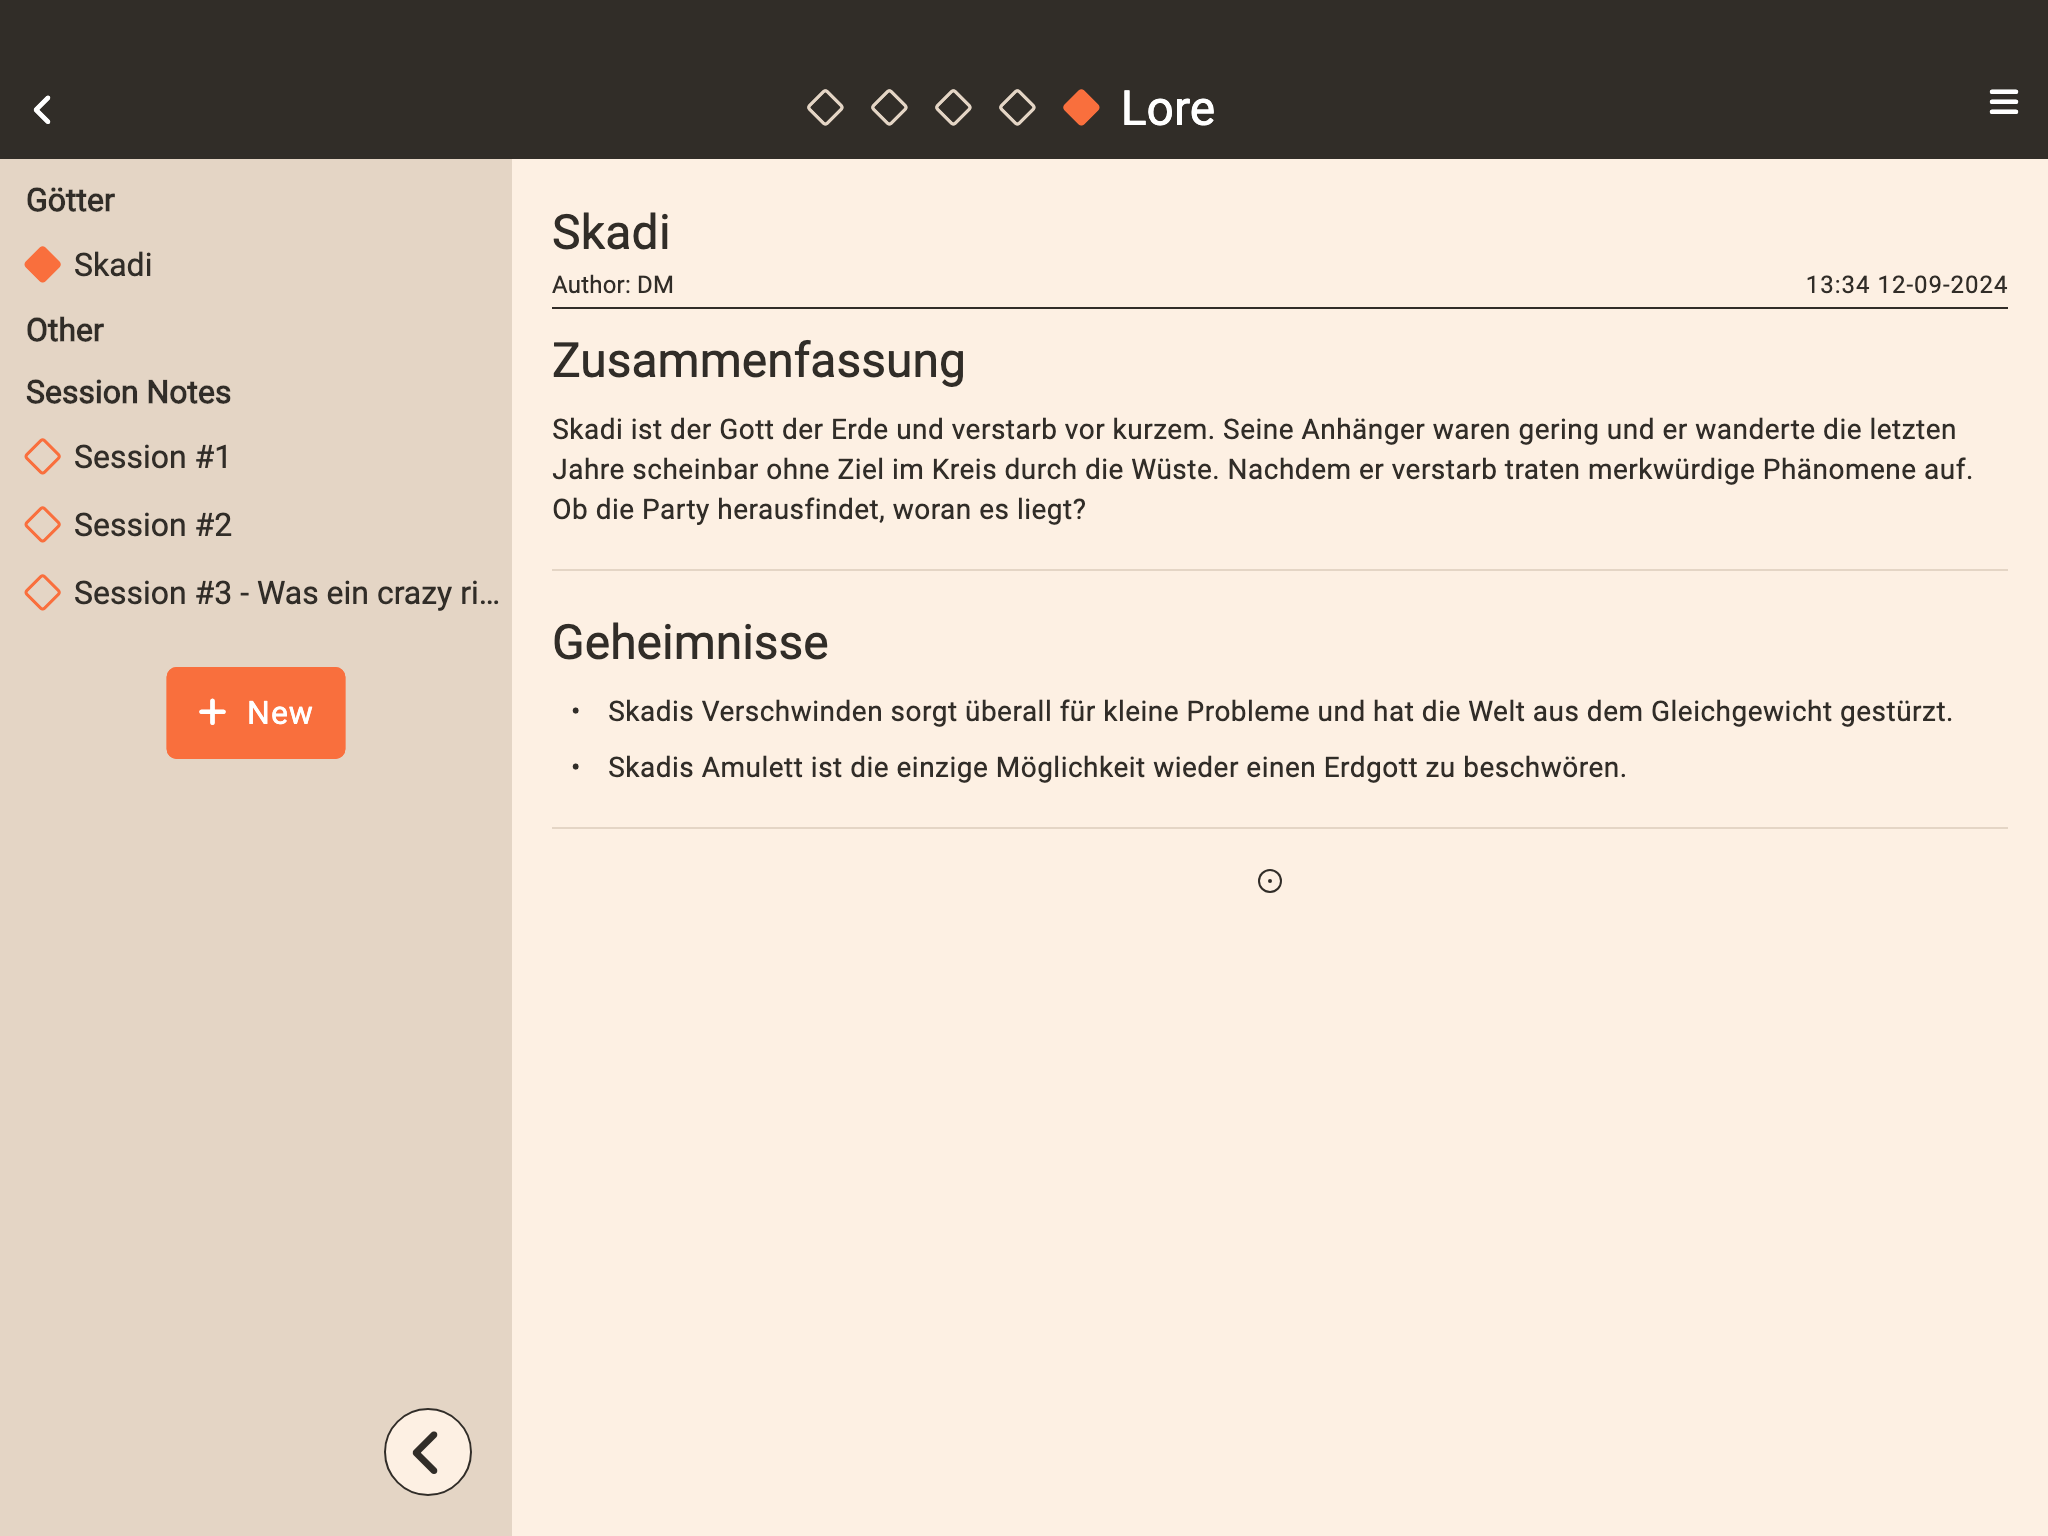 Lore
Götter
Skadi
Other
Session Notes
Session #1
Session #2
Session #3 - Was ein crazy ri...
New
Skadi
Author: DM
13:34 12-09-2024
Zusammenfassung
Skadi ist der Gott der Erde und verstarb vor kurzem. Seine Anhänger waren gering und er wanderte die letzten
Jahre scheinbar ohne Ziel im Kreis durch die Wüste. Nachdem er verstarb traten merkwürdige Phänomene auf.
Ob die Party herausfindet, woran es liegt?
Geheimnisse
• Skadis Verschwinden sorgt überall für kleine Probleme und hat die Welt aus dem Gleichgewicht gestürzt.
• Skadis Amulett ist die einzige Möglichkeit wieder einen Erdgott zu beschwören.